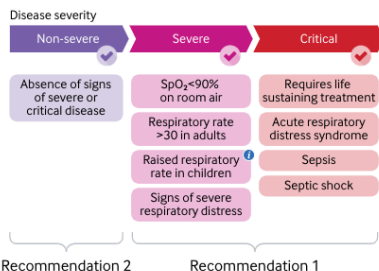 Disease severity
Non-severe
Severe
Critical
Absence of signs
of severe or
critical disease
SpO₂<90%
on room air
Respiratory rate
>30 in adults
Raised respiratory
rate in children
i
Signs of severe
respiratory distress
Requires life
sustaining treatment
Acute respiratory
distress syndrome
Sepsis
Septic shock
Recommendation 2
Recommendation 1